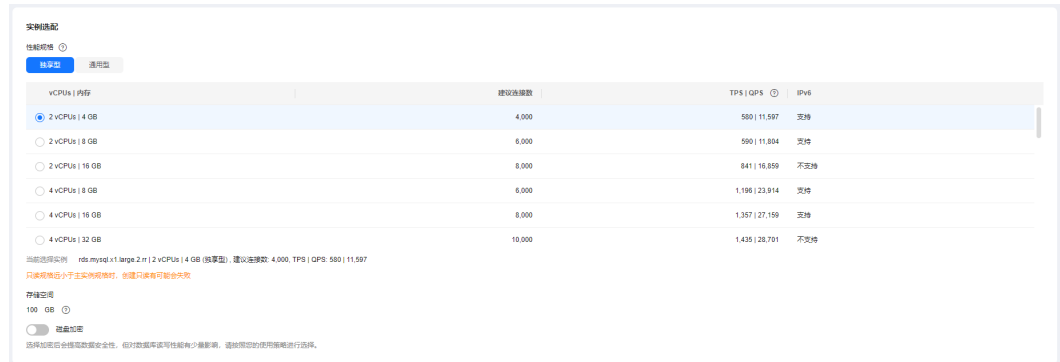 实例选配
性能规格
独享型 通用型
vCPUs | 内存 建议连接数 TPS | QPS IPv6
2 vCPUs | 4 GB 4,000 580 | 11,597 支持
2 vCPUs | 8 GB 6,000 590 | 11,804 支持
2 vCPUs | 16 GB 8,000 841 | 16,859 不支持
4 vCPUs | 8 GB 6,000 1,196 | 23,914 支持
4 vCPUs | 16 GB 8,000 1,357 | 27,159 支持
4 vCPUs | 32 GB 10,000 1,435 | 28,701 不支持
当前选择实例 rds.mysql.x1.large.2.rr | 2 vCPUs | 4 GB (独享型) , 建议连接数: 4,000, TPS | QPS: 580 | 11,597
只读规格远小于主实例规格时，创建只读有可能会失败
存储空间
100 GB
磁盘加密
选择加密后会提高数据安全性，但对数据库读写性能有少量影响，请按照您的使用策略进行选择。